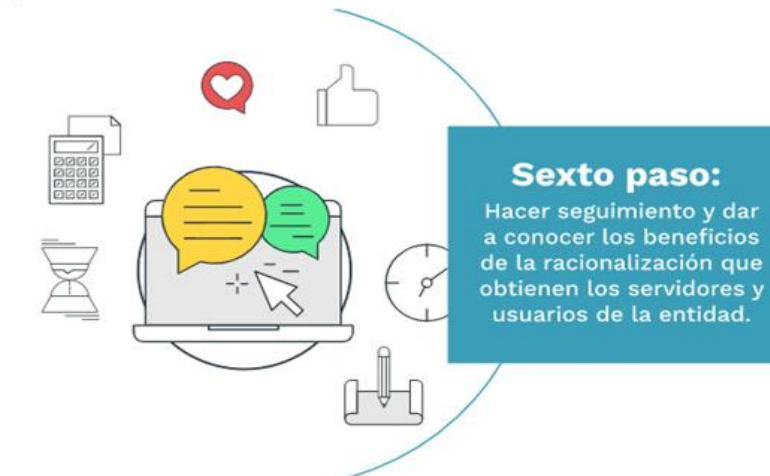 Sexto paso:
Hacer seguimiento y dar
a conocer los beneficios
de la racionalización que
obtienen los servidores y
usuarios de la entidad.